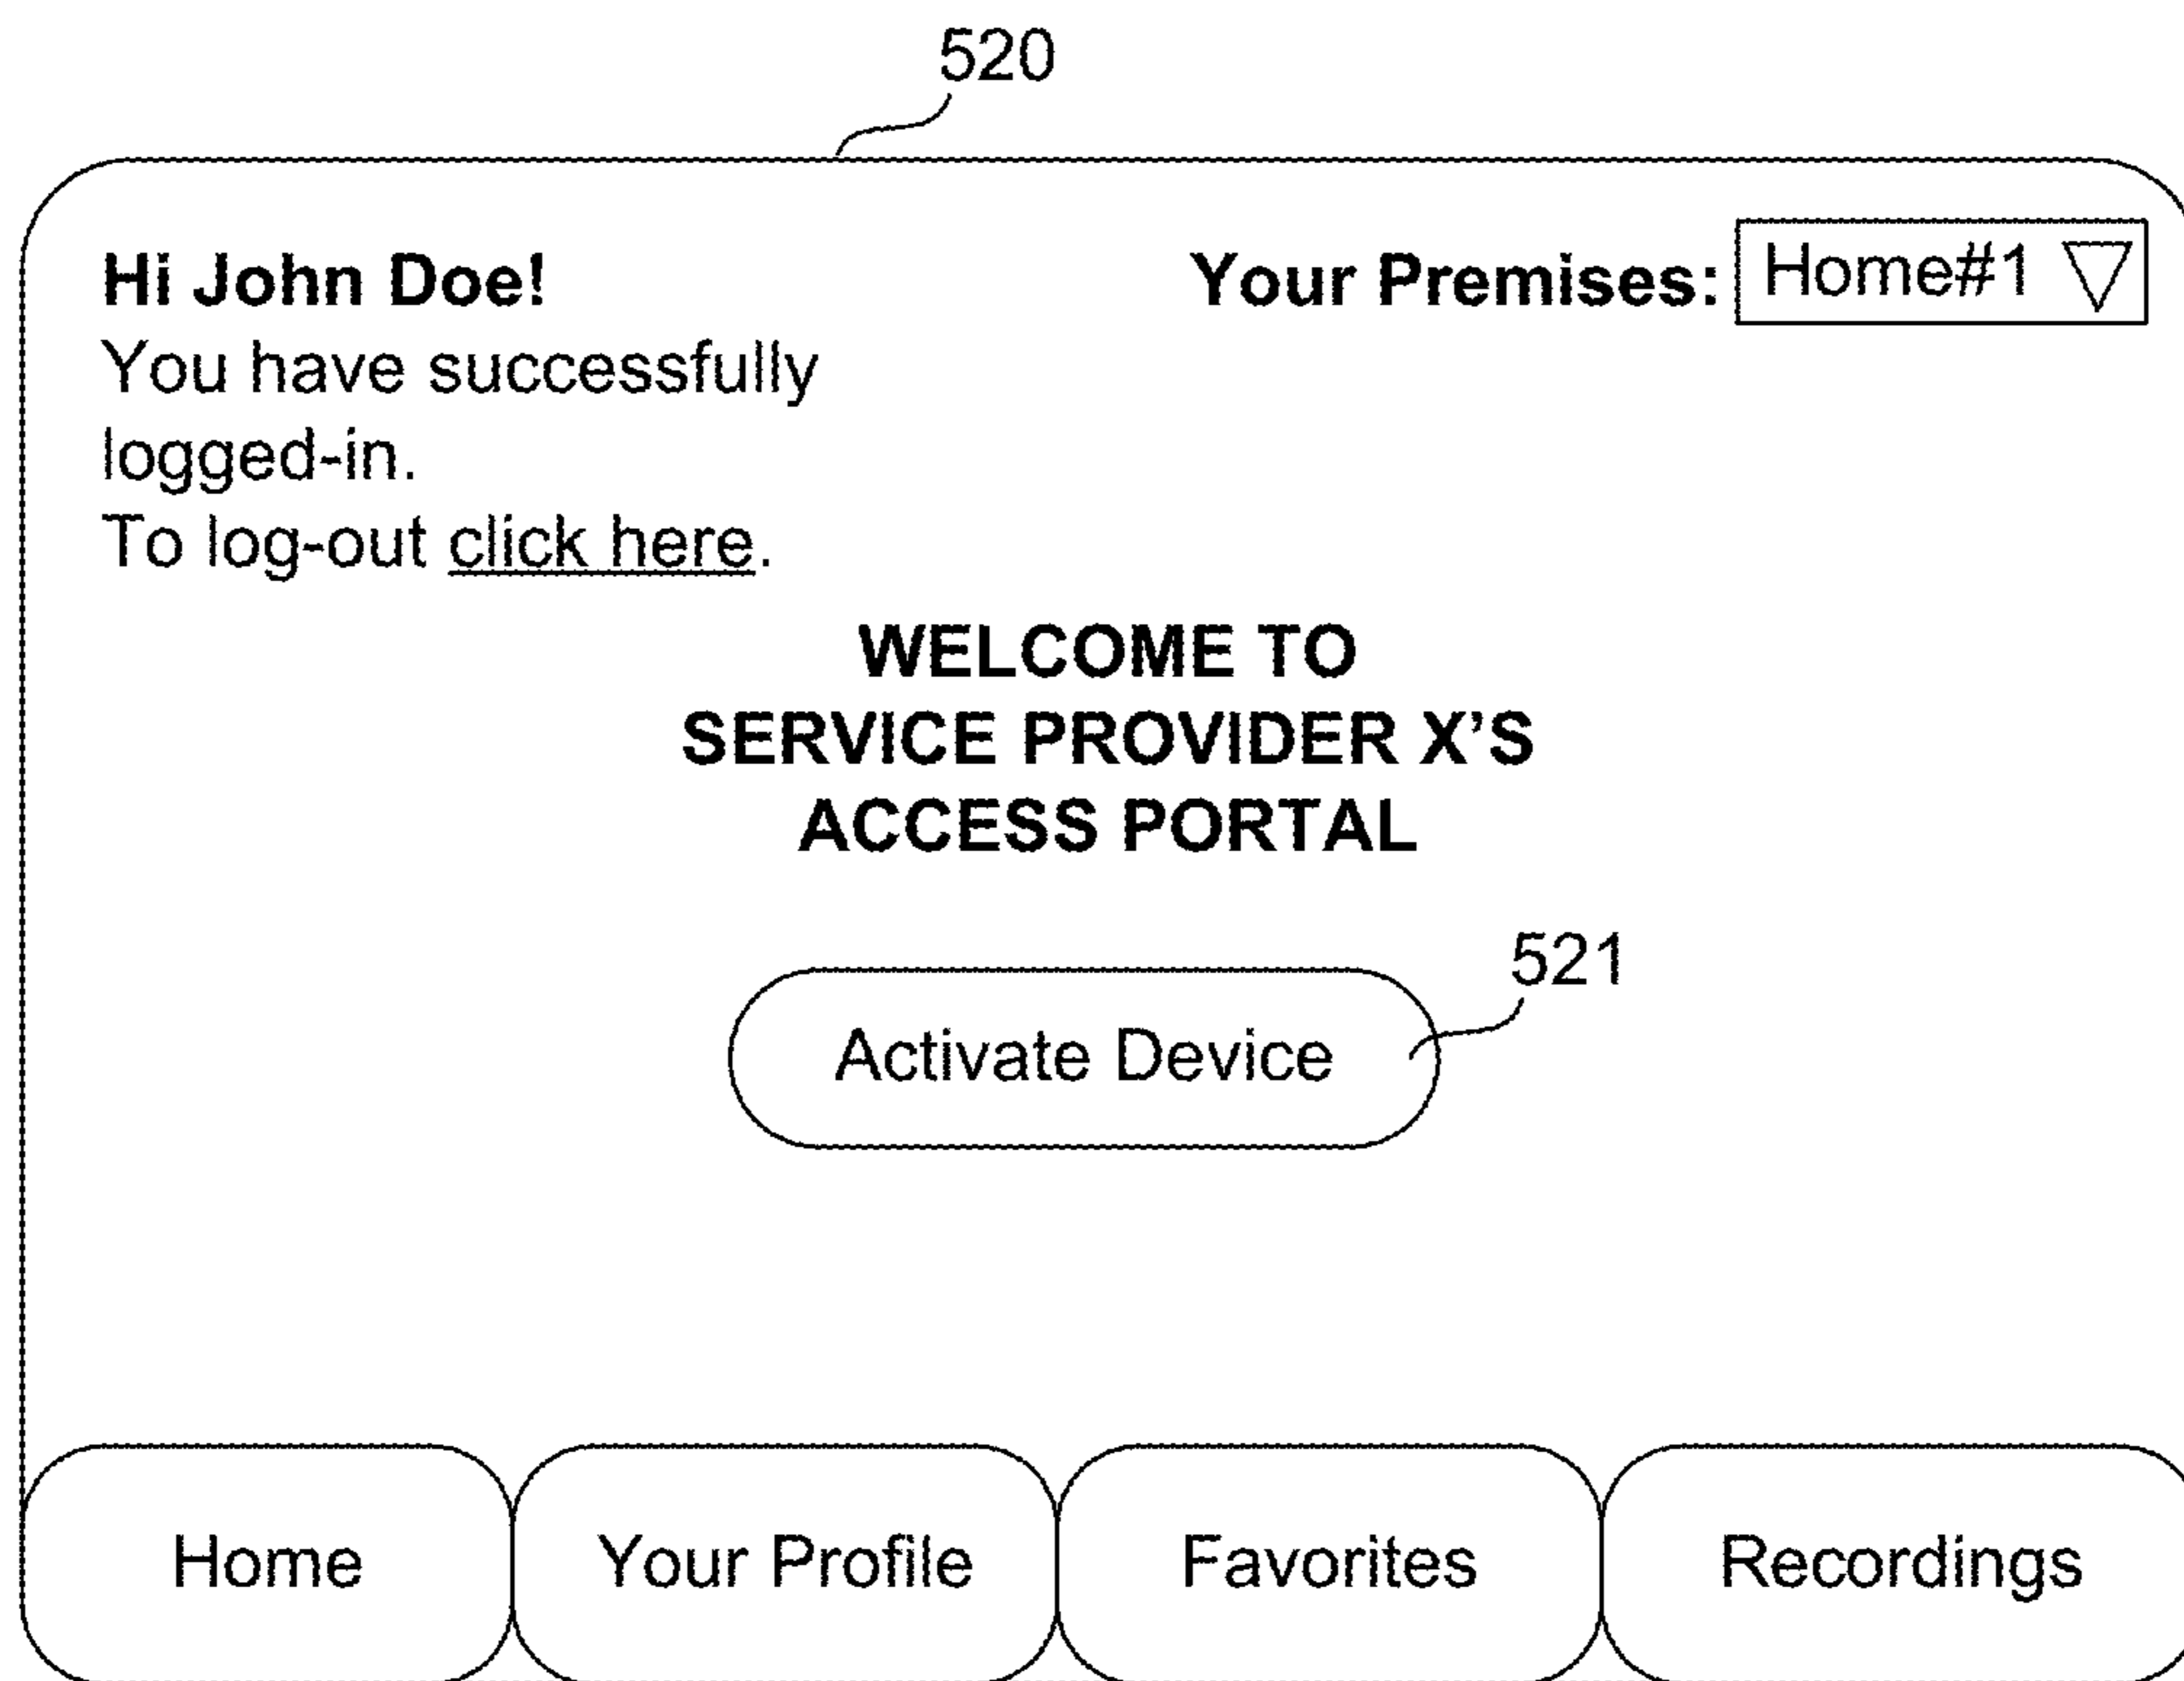 520
Hi John Doe!
Your Premises: Home#1
You have successfully
logged-in.
To log-out click here.
WELCOME TO
SERVICE PROVIDER X'S
ACCESS PORTAL
521
Activate Device
Home
Your Profile
Favorites
Recordings